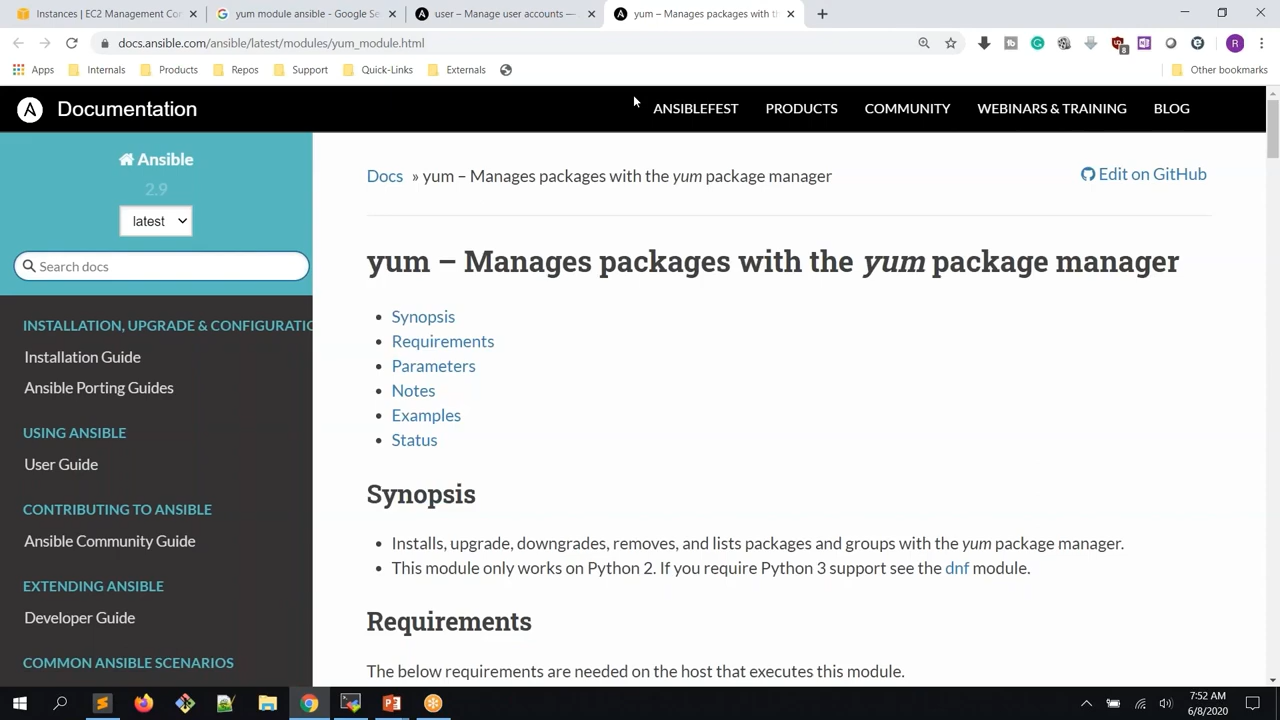 Instances | EC2 Management Con
yum module ansible - Google Se
user – Manage user accounts —
yum – Manages packages with th
docs.ansible.com/ansible/latest/modules/yum_module.html
8
R
Apps
Internals
Products
Repos
Support
Quick-Links
Externals
Other bookmarks
A
Documentation
ANSIBLEFEST
PRODUCTS
COMMUNITY
WEBINARS & TRAINING
BLOG
Ansible
2.9
latest
Search docs
INSTALLATION, UPGRADE & CONFIGURATIO
Installation Guide
Ansible Porting Guides
USING ANSIBLE
User Guide
CONTRIBUTING TO ANSIBLE
Ansible Community Guide
EXTENDING ANSIBLE
Developer Guide
COMMON ANSIBLE SCENARIOS
Docs » yum – Manages packages with the yum package manager
Edit on GitHub
yum – Manages packages with the yum package manager
• Synopsis
• Requirements
• Parameters
• Notes
• Examples
• Status
Synopsis
• Installs, upgrade, downgrades, removes, and lists packages and groups with the yum package manager.
• This module only works on Python 2. If you require Python 3 support see the dnf module.
Requirements
The below requirements are needed on the host that executes this module.
7:52 AM
6/8/2020